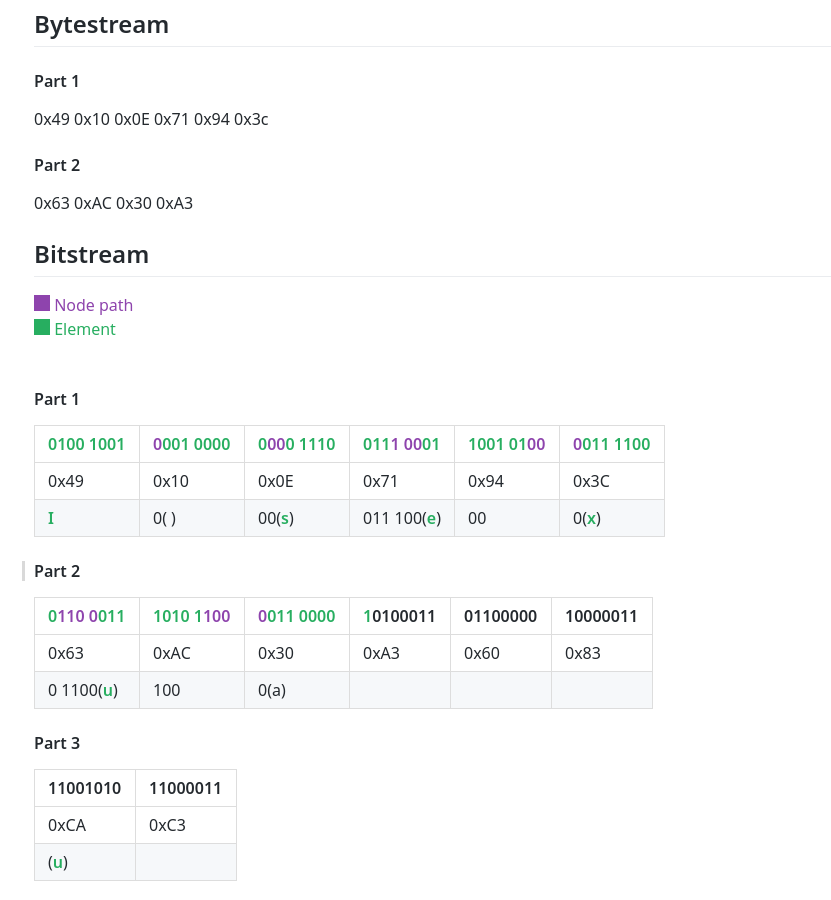 Bytestream
Part 1
0x49 0x10 0x0E 0x71 0x94 0x3c
Part 2
0x63 0xAC 0x30 0xA3
Bitstream
Node path
Element
Part 1
0100 1001 0001 0000 0000 1110 0111 0001 1001 0100 0011 1100
0x49 0x10 0x0E 0x71 0x94 0x3C
I 0( ) 00(s) 011 100(e) 00 0(x)
Part 2
0110 0011 1010 1100 0011 0000 10100011 01100000 10000011
0x63 0xAC 0x30 0xA3 0x60 0x83
0 1100(u) 100 0(a)
Part 3
11001010 11000011
0xCA 0xC3
(u)